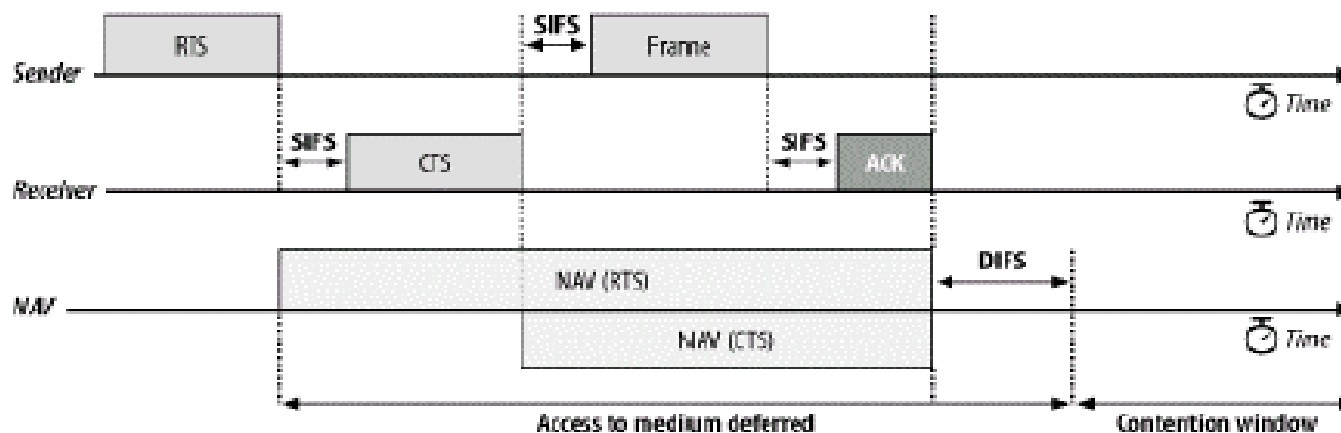 SIFS
RTS
Frame
Sender
Time
SIFS
CTS
SIFS
ACK
Receiver
Time
NAV (RTS)
DIFS
NAV
NAV (CTS)
Time
Access to medium deferred
Contention window